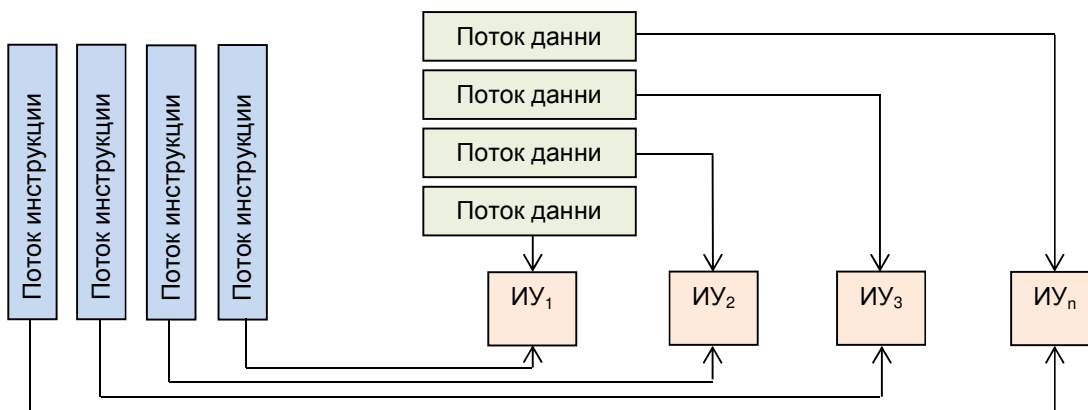 Поток инструкции
Поток инструкции
Поток инструкции
Поток инструкции
Поток данни
Поток данни
Поток данни
Поток данни
ИУ₁
ИУ₂
ИУ₃
ИУₙ